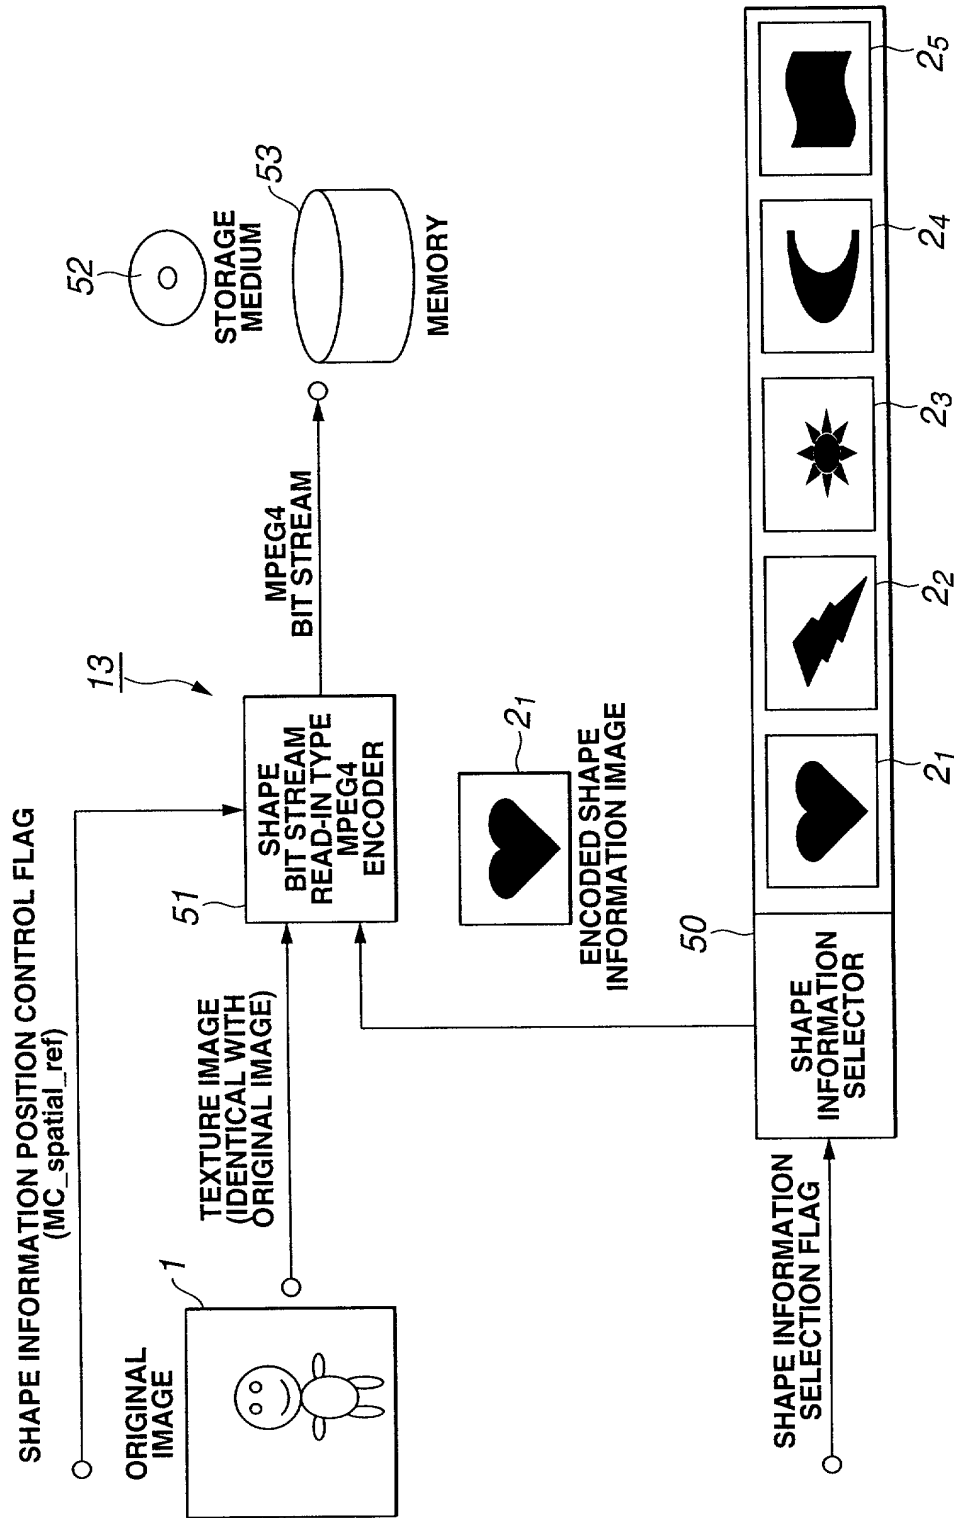 SHAPE INFORMATION POSITION CONTROL FLAG
(MC_spatial_ref)
ORIGINAL
IMAGE
1
TEXTURE IMAGE
(IDENTICAL WITH
ORIGINAL IMAGE)
51
13
SHAPE
BIT STREAM
READ-IN TYPE
MPEG4
ENCODER
MPEG4
BIT STREAM
52
STORAGE
MEDIUM
53
MEMORY
21
ENCODED SHAPE
INFORMATION IMAGE
SHAPE INFORMATION
SELECTION FLAG
50
SHAPE
INFORMATION
SELECTOR
21
22
23
24
25